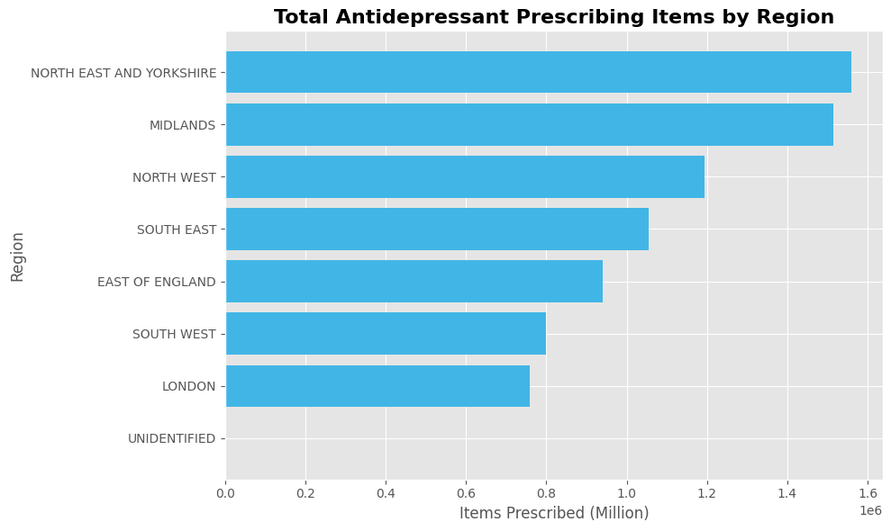 Total Antidepressant Prescribing Items by Region
Region
NORTH EAST AND YORKSHIRE
MIDLANDS
NORTH WEST
SOUTH EAST
EAST OF ENGLAND
SOUTH WEST
LONDON
UNIDENTIFIED
0.0 0.2 0.4 0.6 0.8 1.0 1.2 1.4 1.6
1e6
Items Prescribed (Million)